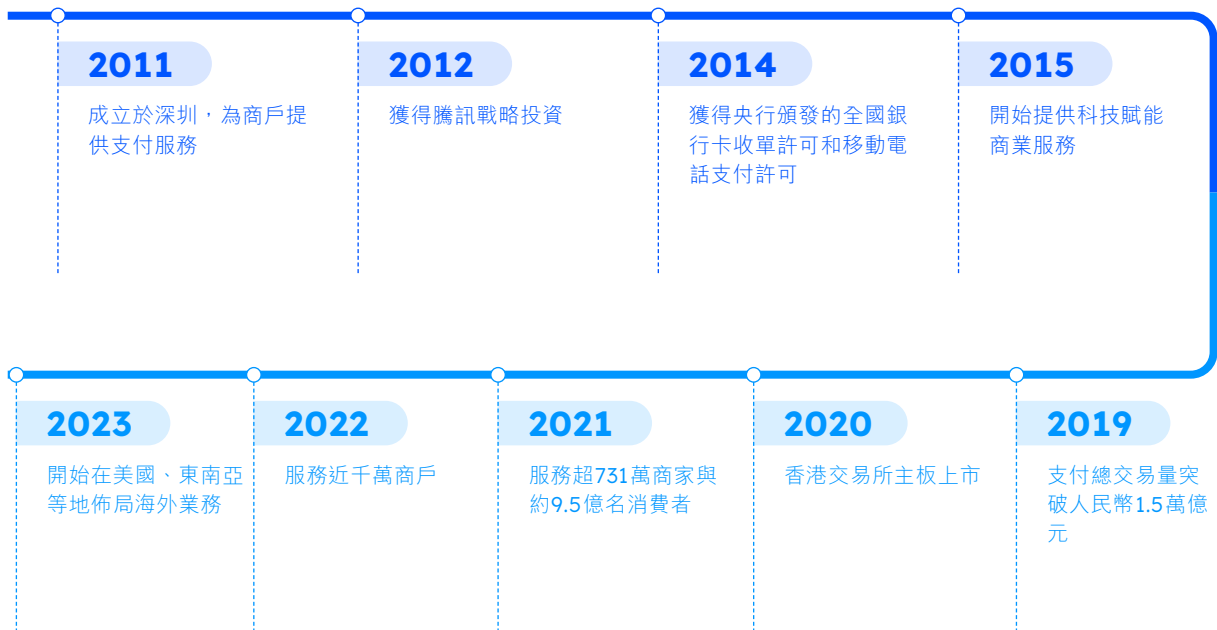 2011
成立於深圳，為商戶提
供支付服務
2012
獲得騰訊戰略投資
2014
獲得央行頒發的全國銀
行卡收單許可和移動電
話支付許可
2015
開始提供科技賦能
商業服務
2023
開始在美國、東南亞
等地佈局海外業務
2022
服務近千萬商戶
2021
服務超731萬商家與
約9.5億名消費者
2020
香港交易所主板上市
2019
支付總交易量突
破人民幣1.5萬億
元